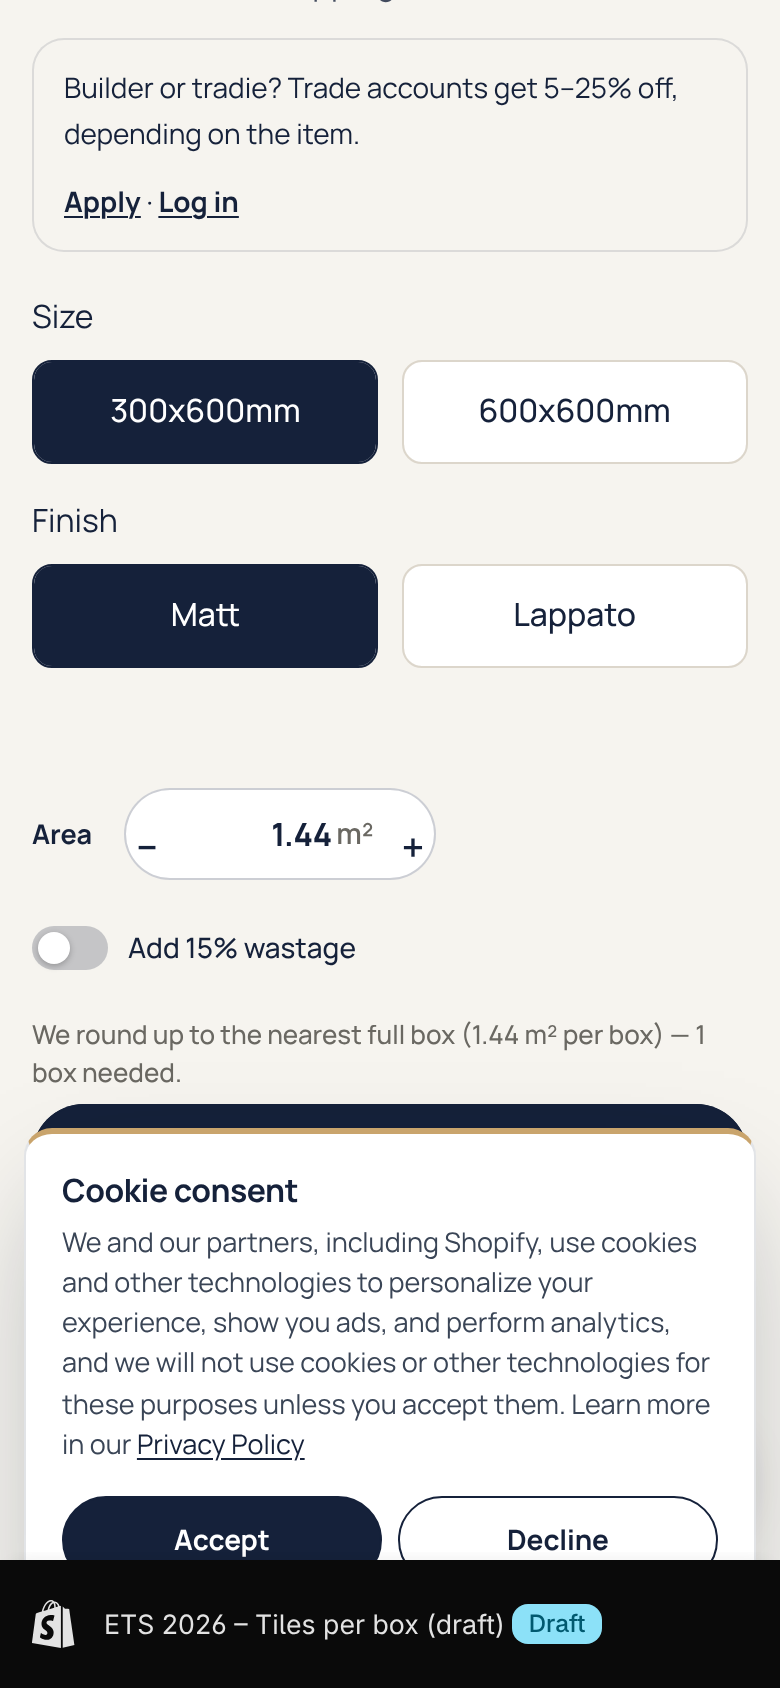 Builder or tradie? Trade accounts get 5–25% off,
depending on the item.
Apply · Log in
Size
300x600mm
600x600mm
Finish
Matt
Lappato
Area
− 1.44 m² +
Add 15% wastage
We round up to the nearest full box (1.44 m² per box) — 1
box needed.
Cookie consent
We and our partners, including Shopify, use cookies
and other technologies to personalize your
experience, show you ads, and perform analytics,
and we will not use cookies or other technologies for
these purposes unless you accept them. Learn more
in our Privacy Policy
Accept
Decline
ETS 2026 – Tiles per box (draft) Draft